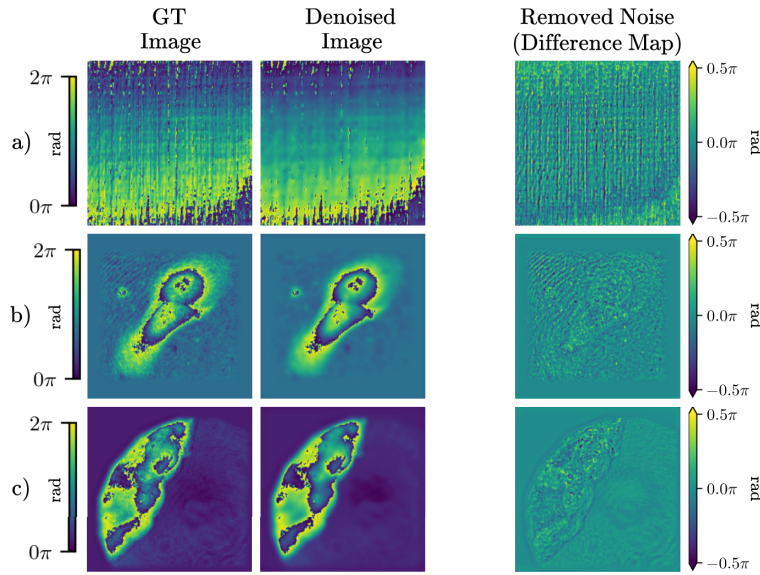 GT
Image
Denoised
Image
Removed Noise
(Difference Map)
a)
2π
rad
0π
0.5π
0.0π
−0.5π
rad
b)
2π
rad
0π
0.5π
0.0π
−0.5π
rad
c)
2π
rad
0π
0.5π
0.0π
−0.5π
rad